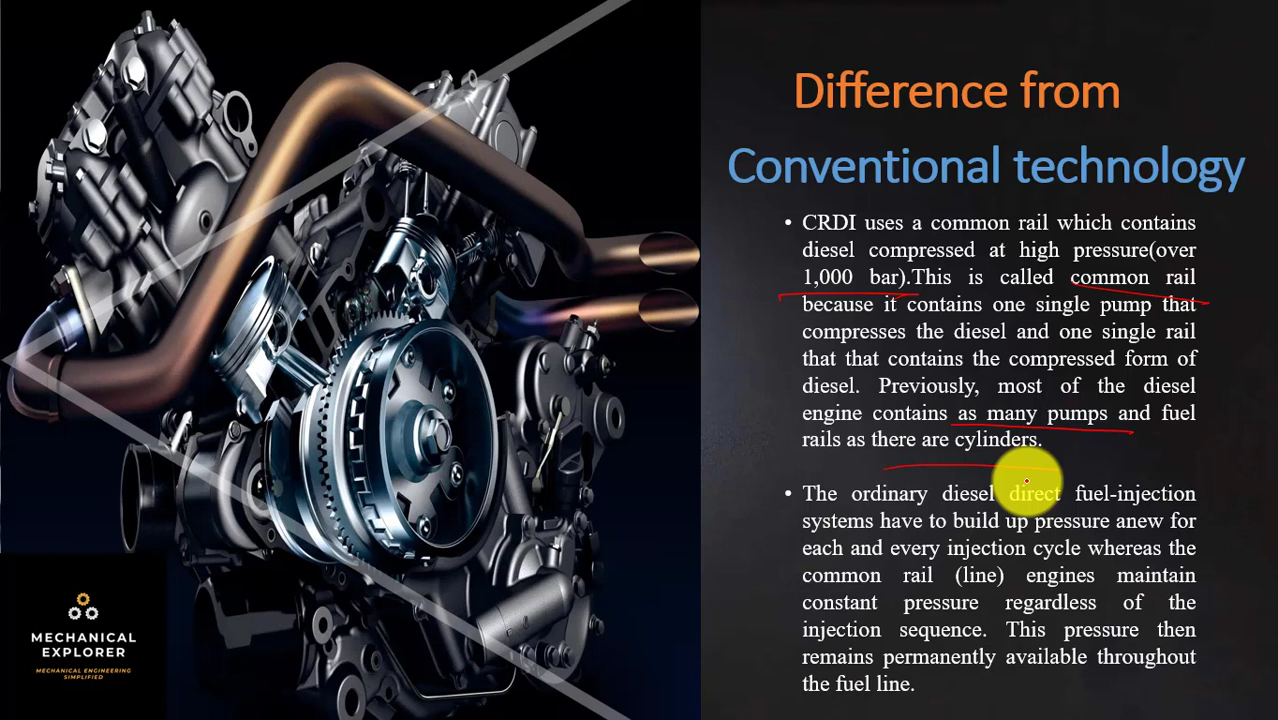 Difference from
Conventional technology
• CRDI uses a common rail which contains
diesel compressed at high pressure(over
1,000 bar).This is called common rail
because it contains one single pump that
compresses the diesel and one single rail
that that contains the compressed form of
diesel. Previously, most of the diesel
engine contains as many pumps and fuel
rails as there are cylinders.
• The ordinary diesel direct fuel-injection
systems have to build up pressure anew for
each and every injection cycle whereas the
common rail (line) engines maintain
constant pressure regardless of the
injection sequence. This pressure then
remains permanently available throughout
the fuel line.
MECHANICAL
EXPLORER
MECHANICAL ENGINEERING
SIMPLIFIED